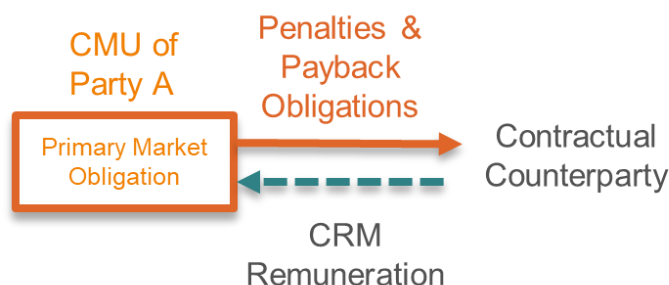 CMU of
Party A
Primary Market
Obligation
Penalties &
Payback
Obligations
CRM
Remuneration
Contractual
Counterparty